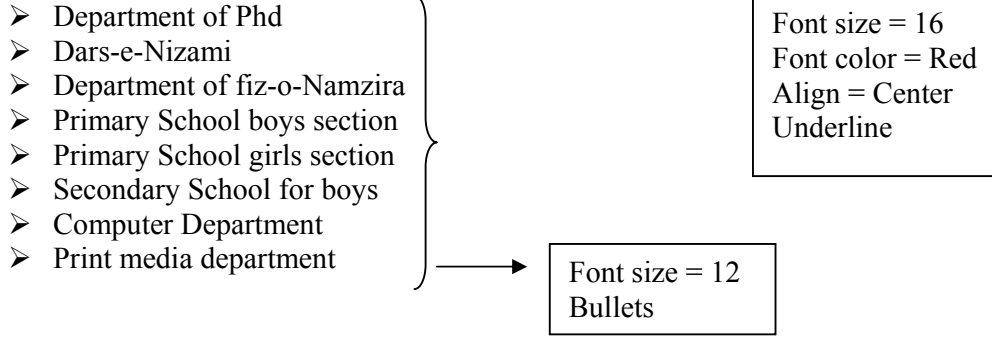 ➢ Department of Phd
➢ Dars-e-Nizami
➢ Department of fiz-o-Namzira
➢ Primary School boys section
➢ Primary School girls section
➢ Secondary School for boys
➢ Computer Department
➢ Print media department
Font size = 16
Font color = Red
Align = Center
Underline
Font size = 12
Bullets